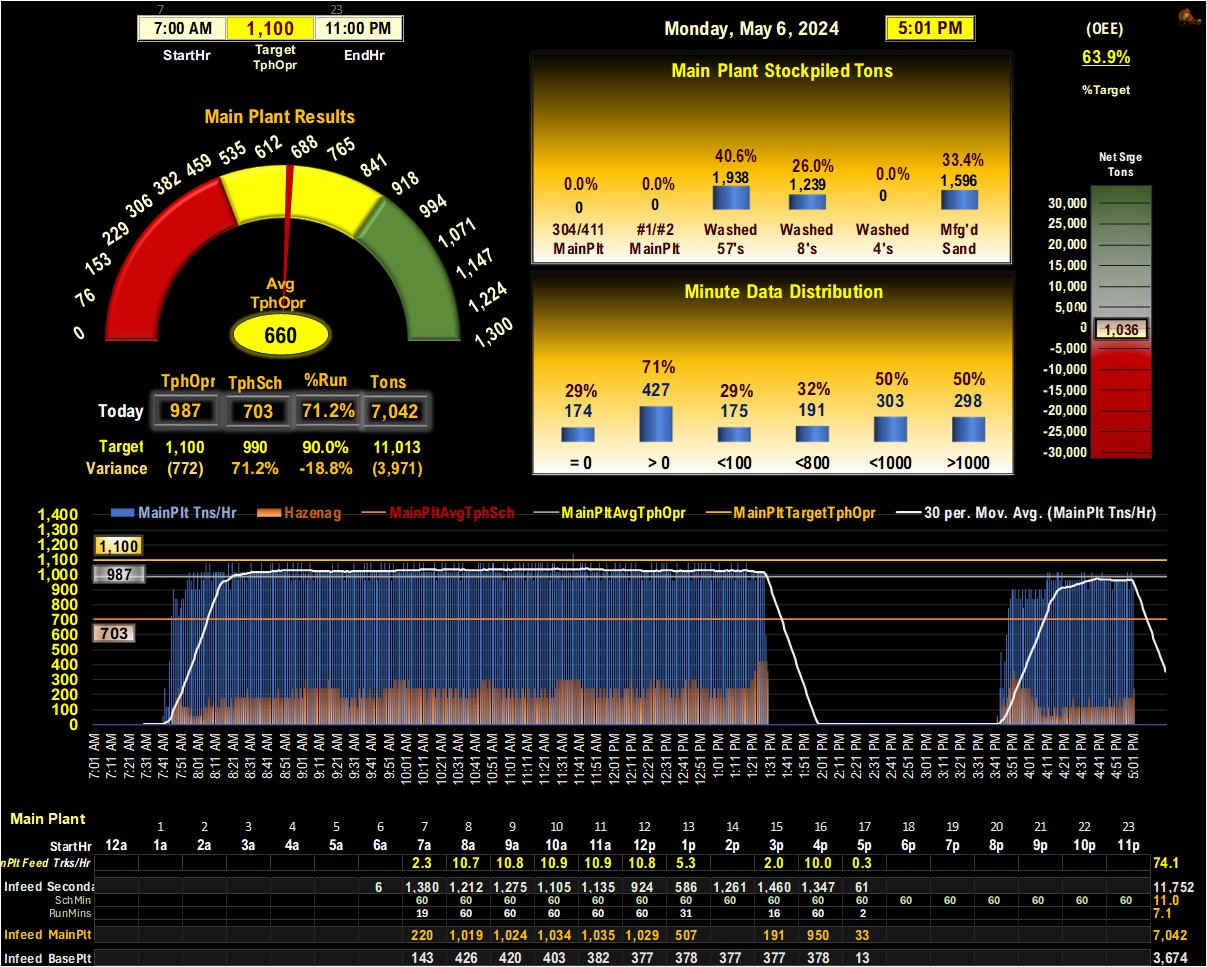 7 23
7:00 AM 1,100 11:00 PM
StartHr Target TphOpr EndHr
Monday, May 6, 2024 5:01 PM
(OEE)
63.9%
%Target
Main Plant Results
0 76 153 229 306 382 459 535 612 688 765 841 918 994 1,071 1,147 1,224 1,300
Avg
TphOpr
660
TphOpr TphSch %Run Tons
Today 987 703 71.2% 7,042
Target 1,100 990 90.0% 11,013
Variance (772) 71.2% -18.8% (3,971)
Main Plant Stockpiled Tons
0.0% 0.0% 40.6% 26.0% 0.0% 33.4%
0 0 1,938 1,239 0 1,596
304/411 #1/#2 Washed Washed Washed Mfg'd
MainPlt MainPlt 57's 8's 4's Sand
Minute Data Distribution
29% 71% 29% 32% 50% 50%
174 427 175 191 303 298
= 0 > 0 <100 <800 <1000 >1000
Net Srge
Tons
30,000
25,000
20,000
15,000
10,000
5,000
0
1,036
-5,000
-10,000
-15,000
-20,000
-25,000
-30,000
MainPlt Tns/Hr Hazenag MainPltAvgTphSch MainPltAvgTphOpr MainPltTargetTphOpr 30 per. Mov. Avg. (MainPlt Tns/Hr)
1,400
1,300
1,200
1,100
1,000
900
800
700
600
500
400
300
200
100
0
1,100
987
703
7:01 AM 7:11 AM 7:21 AM 7:31 AM 7:41 AM 7:51 AM 8:01 AM 8:11 AM 8:21 AM 8:31 AM 8:41 AM 8:51 AM 9:01 AM 9:11 AM 9:21 AM 9:31 AM 9:41 AM 9:51 AM 10:01 AM 10:11 AM 10:21 AM 10:31 AM 10:41 AM 10:51 AM 11:01 AM 11:11 AM 11:21 AM 11:31 AM 11:41 AM 11:51 AM 12:01 PM 12:11 PM 12:21 PM 12:31 PM 12:41 PM 12:51 PM 1:01 PM 1:11 PM 1:21 PM 1:31 PM 1:41 PM 1:51 PM 2:01 PM 2:11 PM 2:21 PM 2:31 PM 2:41 PM 2:51 PM 3:01 PM 3:11 PM 3:21 PM 3:31 PM 3:41 PM 3:51 PM 4:01 PM 4:11 PM 4:21 PM 4:31 PM 4:41 PM 4:51 PM 5:01 PM
Main Plant
1 2 3 4 5 6 7 8 9 10 11 12 13 14 15 16 17 18 19 20 21 22 23
StartHr 12a 1a 2a 3a 4a 5a 6a 7a 8a 9a 10a 11a 12p 1p 2p 3p 4p 5p 6p 7p 8p 9p 10p 11p
nPlt Feed Trks/Hr 2.3 10.7 10.8 10.9 10.9 10.8 5.3 2.0 10.0 0.3 74.1
Infeed Seconda 6 1,380 1,212 1,275 1,105 1,135 924 586 1,261 1,460 1,347 61 11,752
SchMin 60 60 60 60 60 60 60 60 60 60 60 60 60 60 60 60 60 11.0
RunMins 19 60 60 60 60 60 31 16 60 2 7.1
Infeed MainPlt 220 1,019 1,024 1,034 1,035 1,029 507 191 950 33 7,042
Infeed BasePlt 143 426 420 403 382 377 378 377 377 378 13 3,674